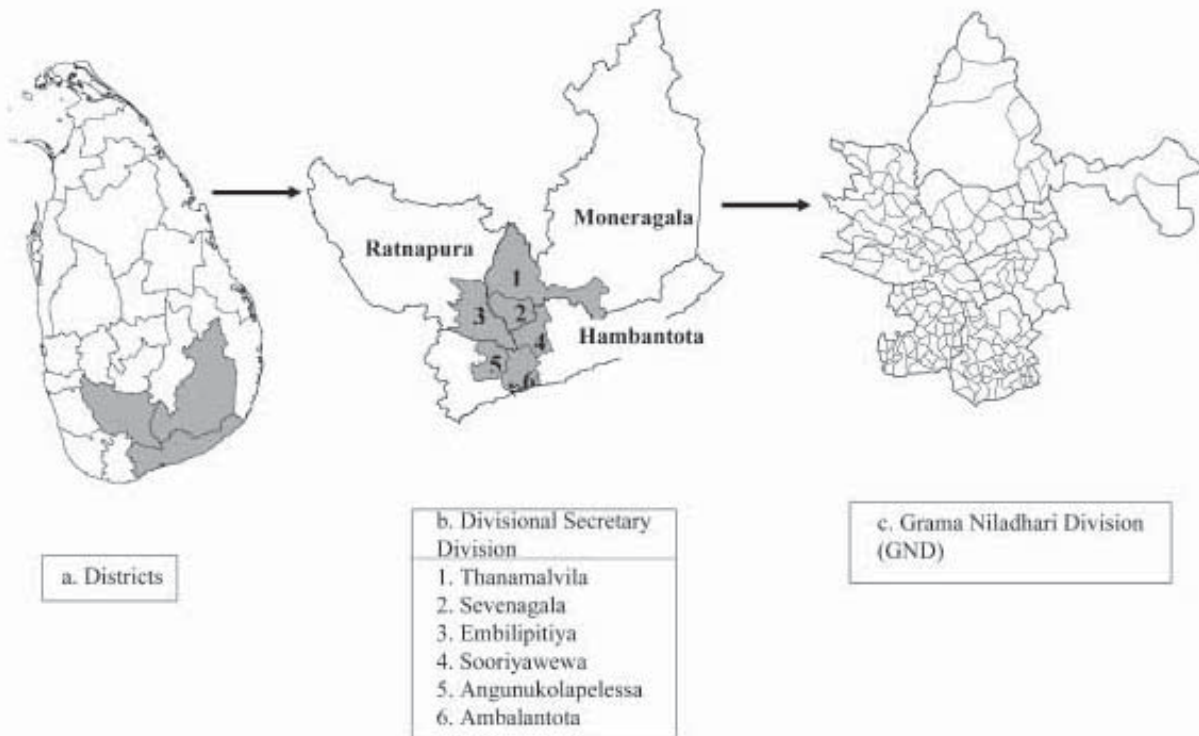 Moneragala
Ratnapura
1
2
3
Hambantota
4
5
6
a. Districts
b. Divisional Secretary
Division
1. Thanamalvila
2. Sevenagala
3. Embilipitiya
4. Sooriyawewa
5. Angunukolapelessa
6. Ambalantota
c. Grama Niladhari Division
(GND)